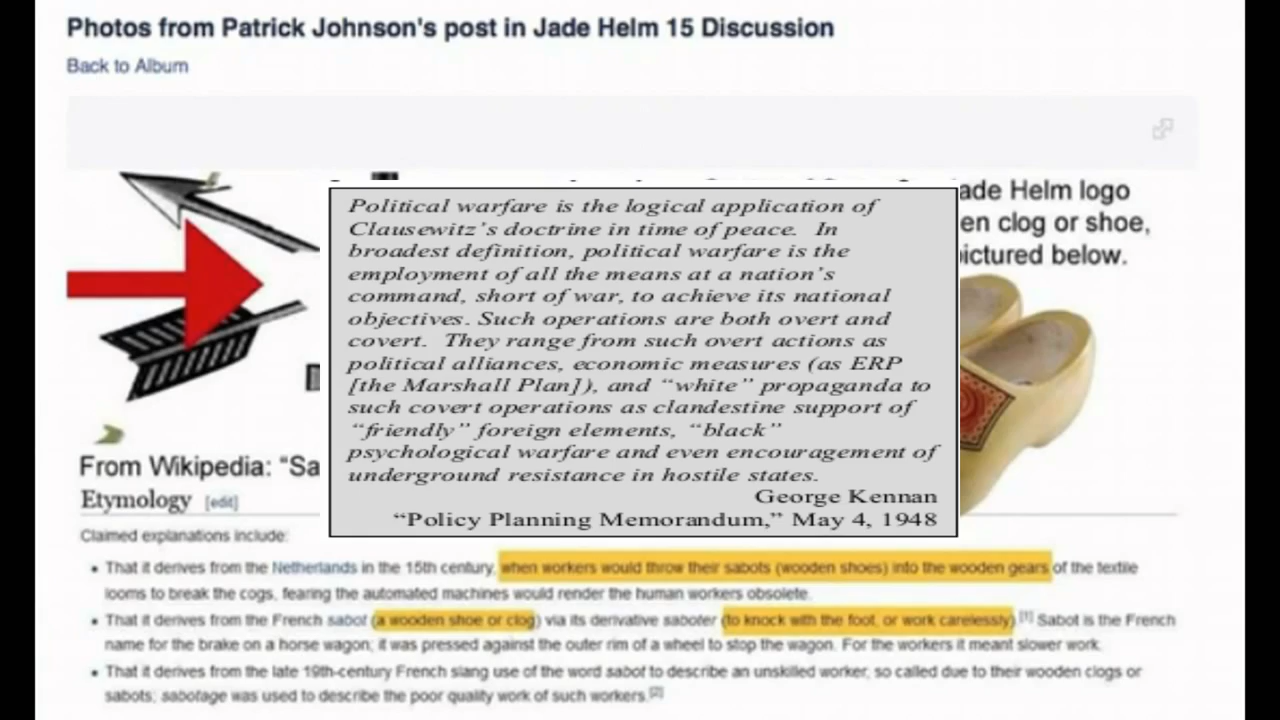 Photos from Patrick Johnson's post in Jade Helm 15 Discussion
Back to Album
ade Helm logo
en clog or shoe,
ictured below.
Political warfare is the logical application of
Clausewitz's doctrine in time of peace. In
broadest definition, political warfare is the
employment of all the means at a nation's
command, short of war, to achieve its national
objectives. Such operations are both overt and
covert. They range from such overt actions as
political alliances, economic measures (as ERP
[the Marshall Plan]), and “white” propaganda to
such covert operations as clandestine support of
“friendly” foreign elements, “black”
psychological warfare and even encouragement of
underground resistance in hostile states.
George Kennan
“Policy Planning Memorandum,” May 4, 1948
From Wikipedia: “Sa
Etymology [edit]
Claimed explanations include:
• That it derives from the Netherlands in the 15th century, when workers would throw their sabots (wooden shoes) into the wooden gears of the textile
looms to break the cogs, fearing the automated machines would render the human workers obsolete.
• That it derives from the French sabot (a wooden shoe or clog) via its derivative saboter (to knock with the foot, or work carelessly).[1] Sabot is the French
name for the brake on a horse wagon; it was pressed against the outer rim of a wheel to stop the wagon. For the workers it meant slower work.
• That it derives from the late 19th-century French slang use of the word sabot to describe an unskilled worker, so called due to their wooden clogs or
sabots; sabotage was used to describe the poor quality work of such workers.[2]